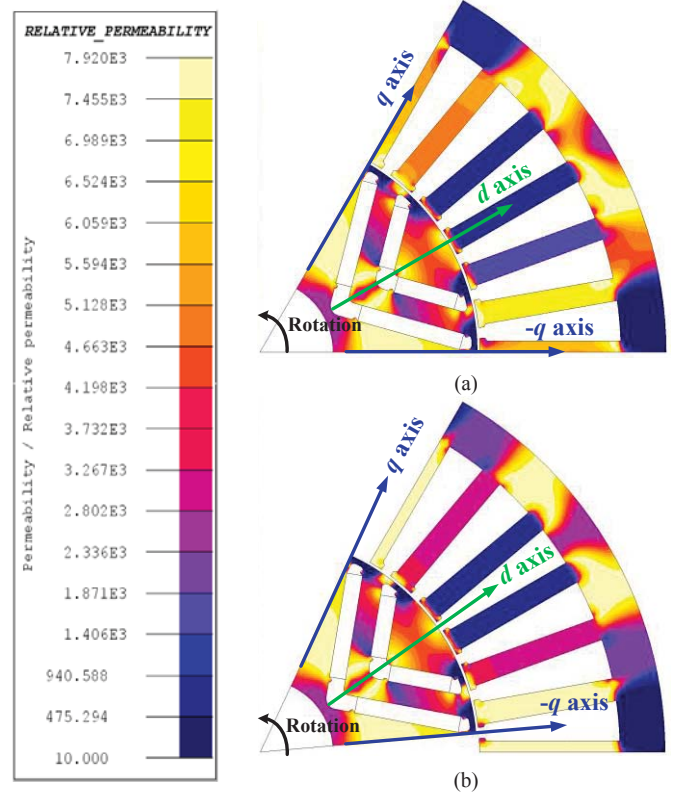 RELATIVE_PERMEABILITY
7.920E3
7.455E3
6.989E3
6.524E3
6.059E3
5.594E3
5.128E3
4.663E3
4.198E3
3.732E3
3.267E3
2.802E3
2.336E3
1.871E3
1.406E3
940.588
475.294
10.000
Permeability / Relative permeability
q axis
d axis
Rotation
-q axis
(a)
q axis
d axis
Rotation
-q axis
(b)